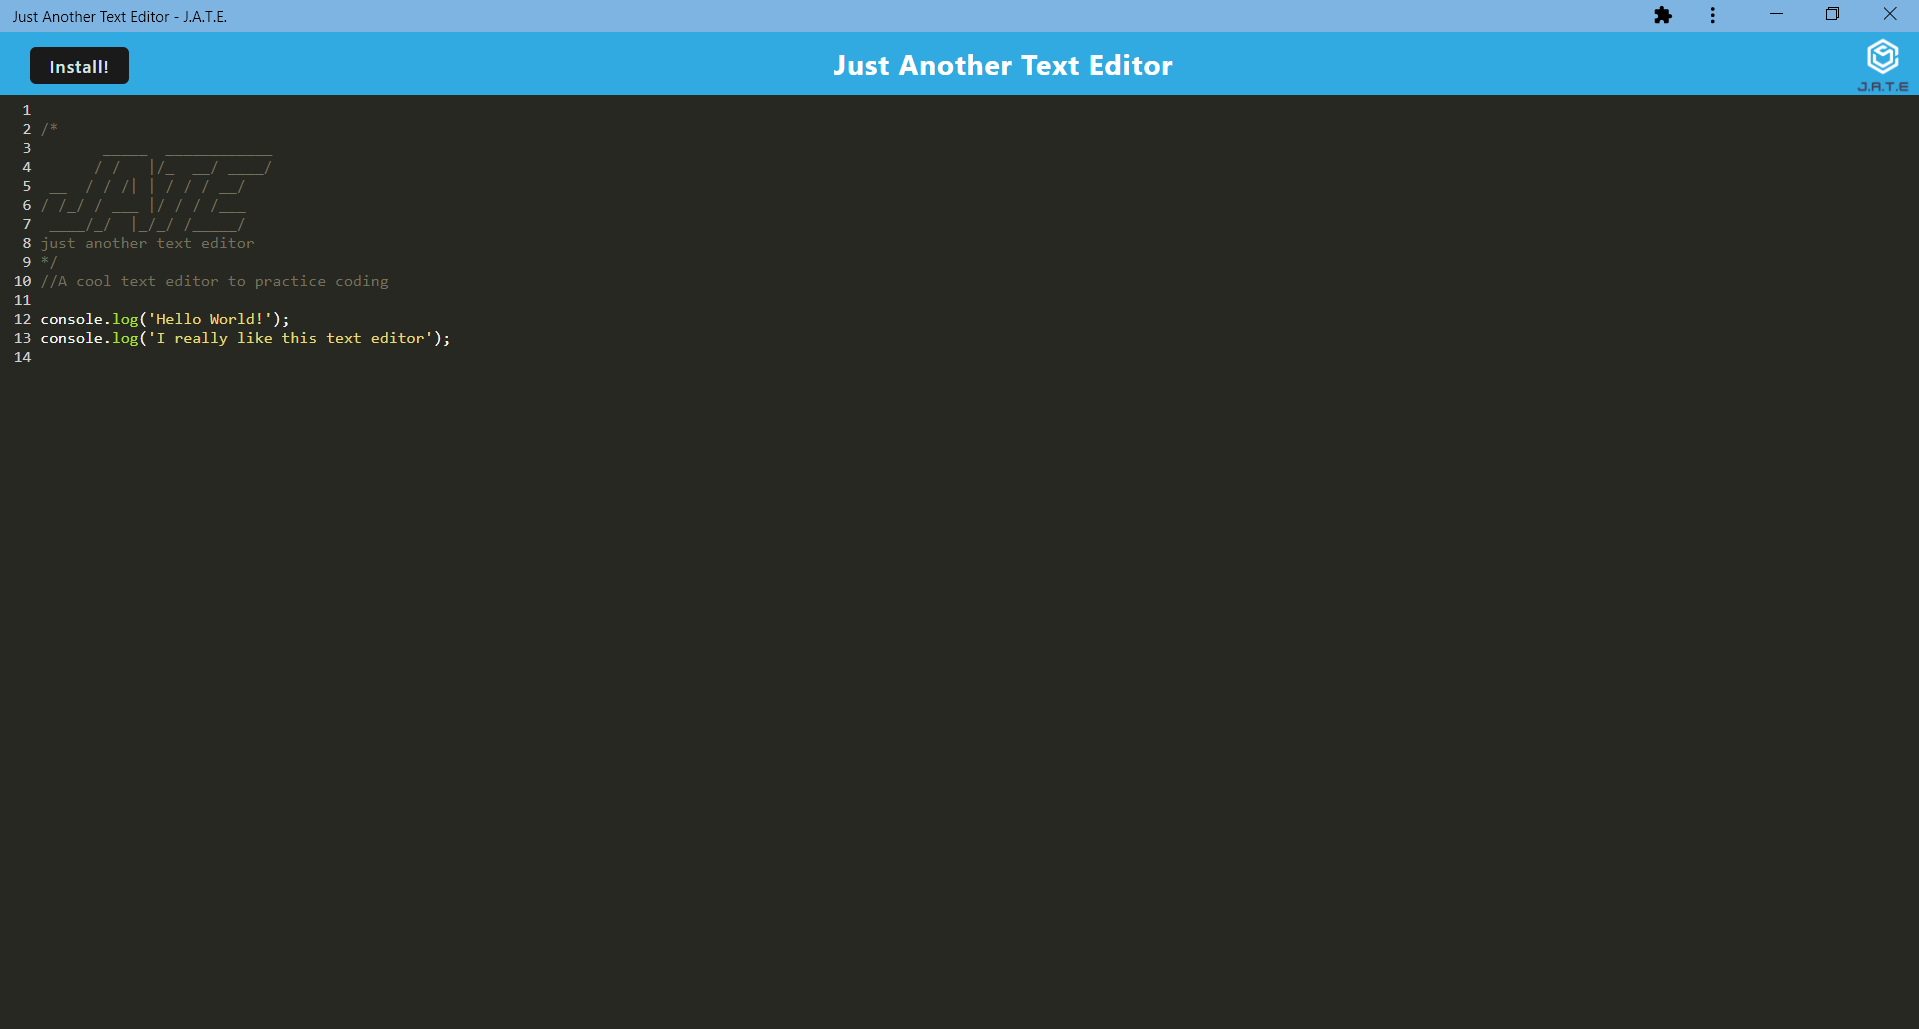 Just Another Text Editor - J.A.T.E.
Install!
Just Another Text Editor
J.A.T.E
1
2 /*
3        _____  ____________
4       / /   |/_  __/ ____/
5  __  / / /| | / / / __/
6 / /_/ / ___ |/ / / /___
7  ____/_/  |_/_/ /_____/
8 just another text editor
9 */
10 //A cool text editor to practice coding
11
12 console.log('Hello World!');
13 console.log('I really like this text editor');
14